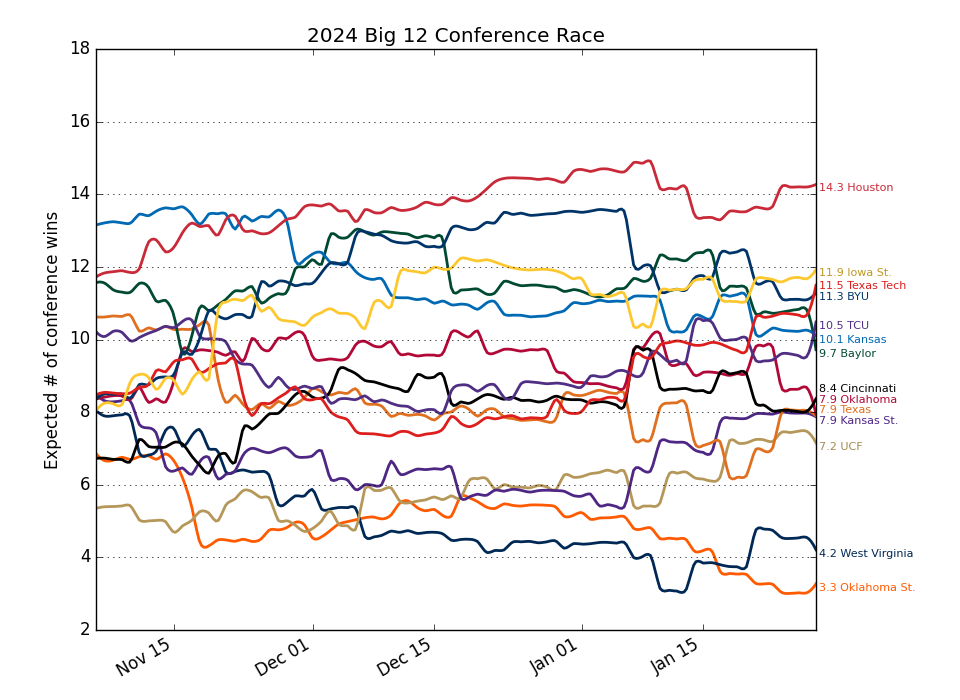 2024 Big 12 Conference Race
Expected # of conference wins
18
16
14
12
10
8
6
4
2
Nov 15
Dec 01
Dec 15
Jan 01
Jan 15
14.3 Houston
11.9 Iowa St.
11.5 Texas Tech
11.3 BYU
10.5 TCU
10.1 Kansas
9.7 Baylor
8.4 Cincinnati
7.9 Oklahoma
7.9 Texas
7.9 Kansas St.
7.2 UCF
4.2 West Virginia
3.3 Oklahoma St.